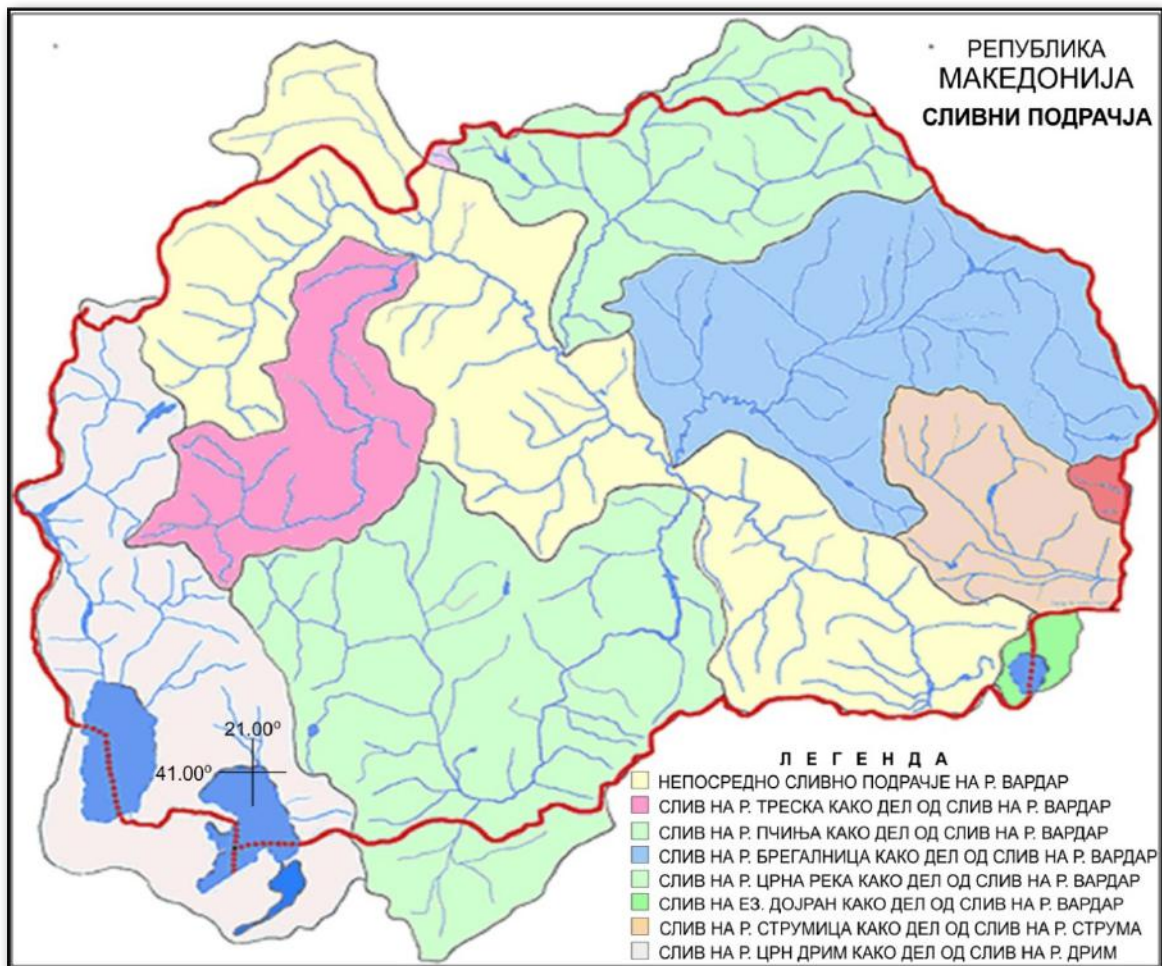 РЕПУБЛИКА
МАКЕДОНИЈА
СЛИВНИ ПОДРАЧЈА
21.00°
41.00°
ЛЕГЕНДА
НЕПОСРЕДНО СЛИВНО ПОДРАЧЈЕ НА Р. ВАРДАР
СЛИВ НА Р. ТРЕСКА КАКО ДЕЛ ОД СЛИВ НА Р. ВАРДАР
СЛИВ НА Р. ПЧИЊА КАКО ДЕЛ ОД СЛИВ НА Р. ВАРДАР
СЛИВ НА Р. БРЕГАЛНИЦА КАКО ДЕЛ ОД СЛИВ НА Р. ВАРДАР
СЛИВ НА Р. ЦРНА РЕКА КАКО ДЕЛ ОД СЛИВ НА Р. ВАРДАР
СЛИВ НА ЕЗ. ДОЈРАН КАКО ДЕЛ ОД СЛИВ НА Р. ВАРДАР
СЛИВ НА Р. СТРУМИЦА КАКО ДЕЛ ОД СЛИВ НА Р. СТРУМА
СЛИВ НА Р. ЦРН ДРИМ КАКО ДЕЛ ОД СЛИВ НА Р. ДРИМ